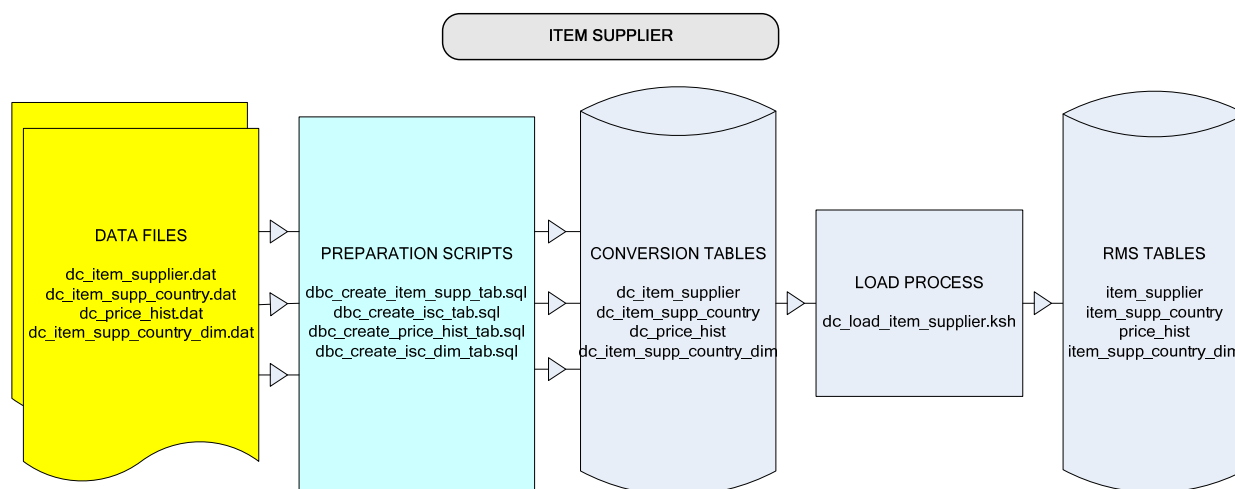 ITEM SUPPLIER
DATA FILES
dc_item_supplier.dat
dc_item_supp_country.dat
dc_price_hist.dat
dc_item_supp_country_dim.dat
PREPARATION SCRIPTS
dbc_create_item_supp_tab.sql
dbc_create_isc_tab.sql
dbc_create_price_hist_tab.sql
dbc_create_isc_dim_tab.sql
CONVERSION TABLES
dc_item_supplier
dc_item_supp_country
dc_price_hist
dc_item_supp_country_dim
LOAD PROCESS
dc_load_item_supplier.ksh
RMS TABLES
item_supplier
item_supp_country
price_hist
item_supp_country_dim